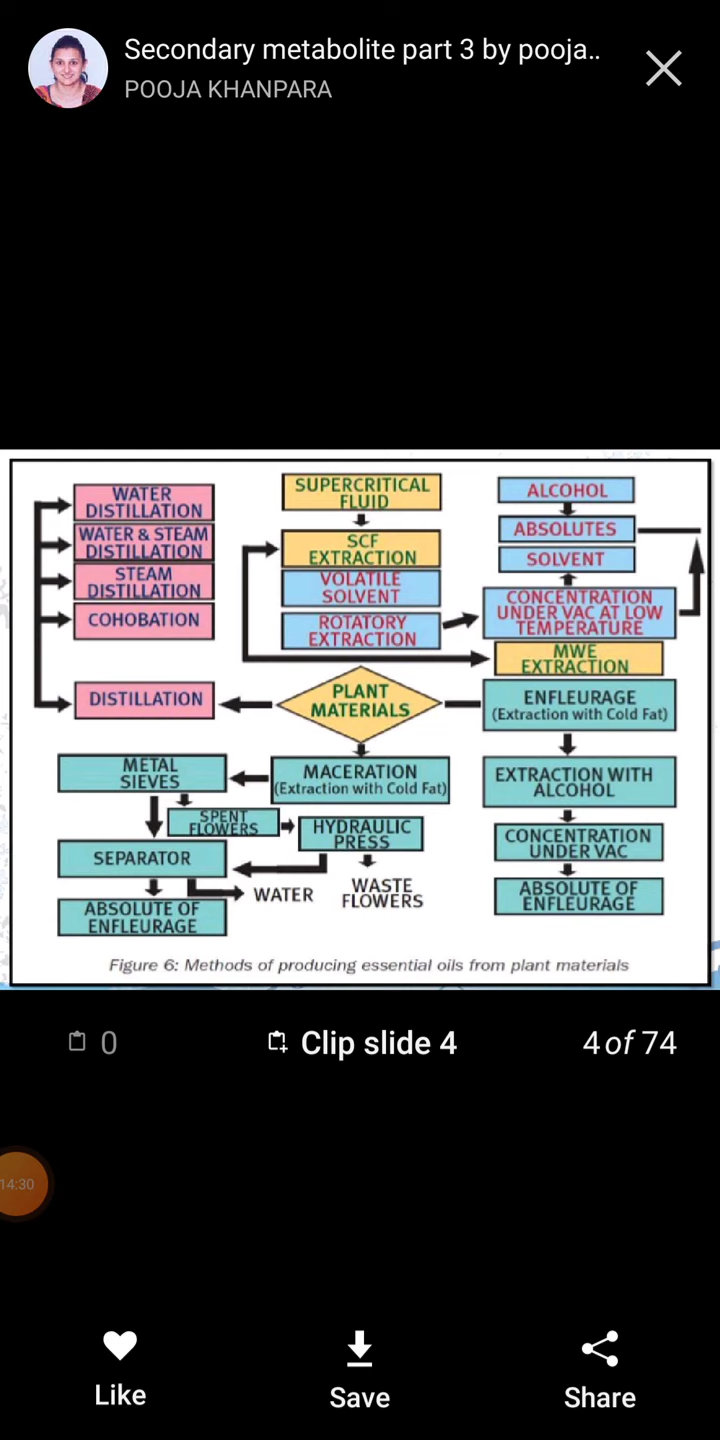 Secondary metabolite part 3 by pooja..
POOJA KHANPARA
WATER
DISTILLATION
WATER & STEAM
DISTILLATION
STEAM
DISTILLATION
COHOBATION
DISTILLATION
SUPERCRITICAL
FLUID
SCF
EXTRACTION
VOLATILE
SOLVENT
ROTATORY
EXTRACTION
ALCOHOL
ABSOLUTES
SOLVENT
CONCENTRATION
UNDER VAC AT LOW
TEMPERATURE
MWE
EXTRACTION
PLANT
MATERIALS
ENFLEURAGE
(Extraction with Cold Fat)
METAL
SIEVES
MACERATION
(Extraction with Cold Fat)
EXTRACTION WITH
ALCOHOL
SPENT
FLOWERS
HYDRAULIC
PRESS
CONCENTRATION
UNDER VAC
SEPARATOR
WATER
WASTE
FLOWERS
ABSOLUTE OF
ENFLEURAGE
ABSOLUTE OF
ENFLEURAGE
Figure 6: Methods of producing essential oils from plant materials
0
Clip slide 4
4 of 74
14:30
Like
Save
Share